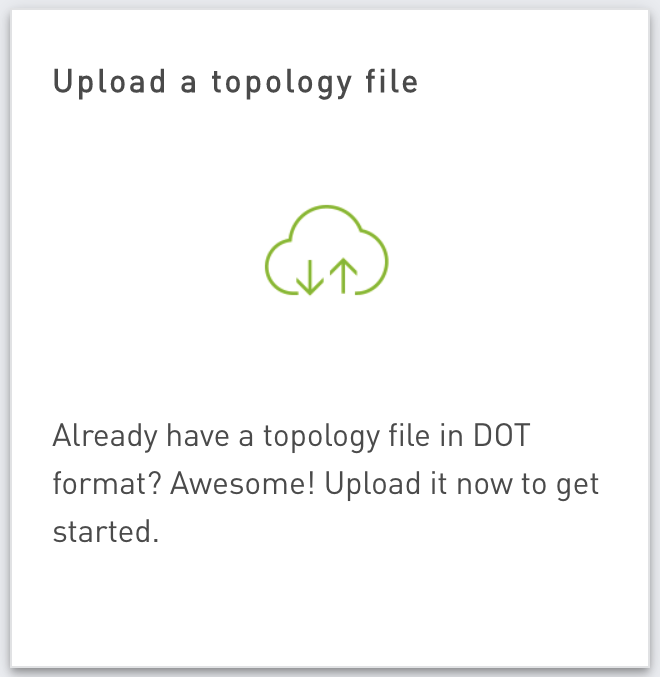 Upload a topology file
Already have a topology file in DOT
format? Awesome! Upload it now to get
started.